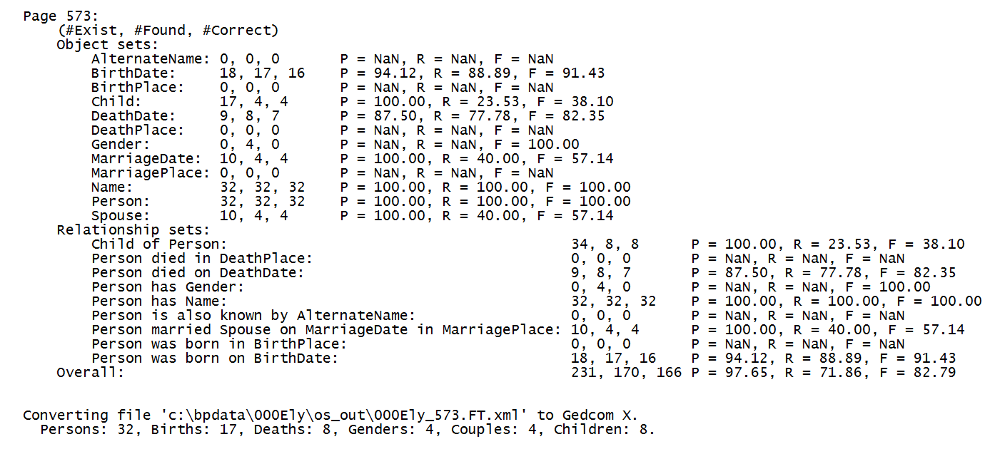 Page 573:
(#Exist, #Found, #Correct)
Object sets:
AlternateName: 0, 0, 0 P = NaN, R = NaN, F = NaN
BirthDate: 18, 17, 16 P = 94.12, R = 88.89, F = 91.43
BirthPlace: 0, 0, 0 P = NaN, R = NaN, F = NaN
Child: 17, 4, 4 P = 100.00, R = 23.53, F = 38.10
DeathDate: 9, 8, 7 P = 87.50, R = 77.78, F = 82.35
DeathPlace: 0, 0, 0 P = NaN, R = NaN, F = NaN
Gender: 0, 4, 0 P = NaN, R = NaN, F = 100.00
MarriageDate: 10, 4, 4 P = 100.00, R = 40.00, F = 57.14
MarriagePlace: 0, 0, 0 P = NaN, R = NaN, F = NaN
Name: 32, 32, 32 P = 100.00, R = 100.00, F = 100.00
Person: 32, 32, 32 P = 100.00, R = 100.00, F = 100.00
Spouse: 10, 4, 4 P = 100.00, R = 40.00, F = 57.14
Relationship sets:
Child of Person: 34, 8, 8 P = 100.00, R = 23.53, F = 38.10
Person died in DeathPlace: 0, 0, 0 P = NaN, R = NaN, F = NaN
Person died on DeathDate: 9, 8, 7 P = 87.50, R = 77.78, F = 82.35
Person has Gender: 0, 4, 0 P = NaN, R = NaN, F = 100.00
Person has Name: 32, 32, 32 P = 100.00, R = 100.00, F = 100.00
Person is also known by AlternateName: 0, 0, 0 P = NaN, R = NaN, F = NaN
Person married Spouse on MarriageDate in MarriagePlace: 10, 4, 4 P = 100.00, R = 40.00, F = 57.14
Person was born in BirthPlace: 0, 0, 0 P = NaN, R = NaN, F = NaN
Person was born on BirthDate: 18, 17, 16 P = 94.12, R = 88.89, F = 91.43
Overall: 231, 170, 166 P = 97.65, R = 71.86, F = 82.79
Converting file 'c:\bpdata\000Ely\os_out\000Ely_573.FT.xml' to Gedcom X.
Persons: 32, Births: 17, Deaths: 8, Genders: 4, Couples: 4, Children: 8.